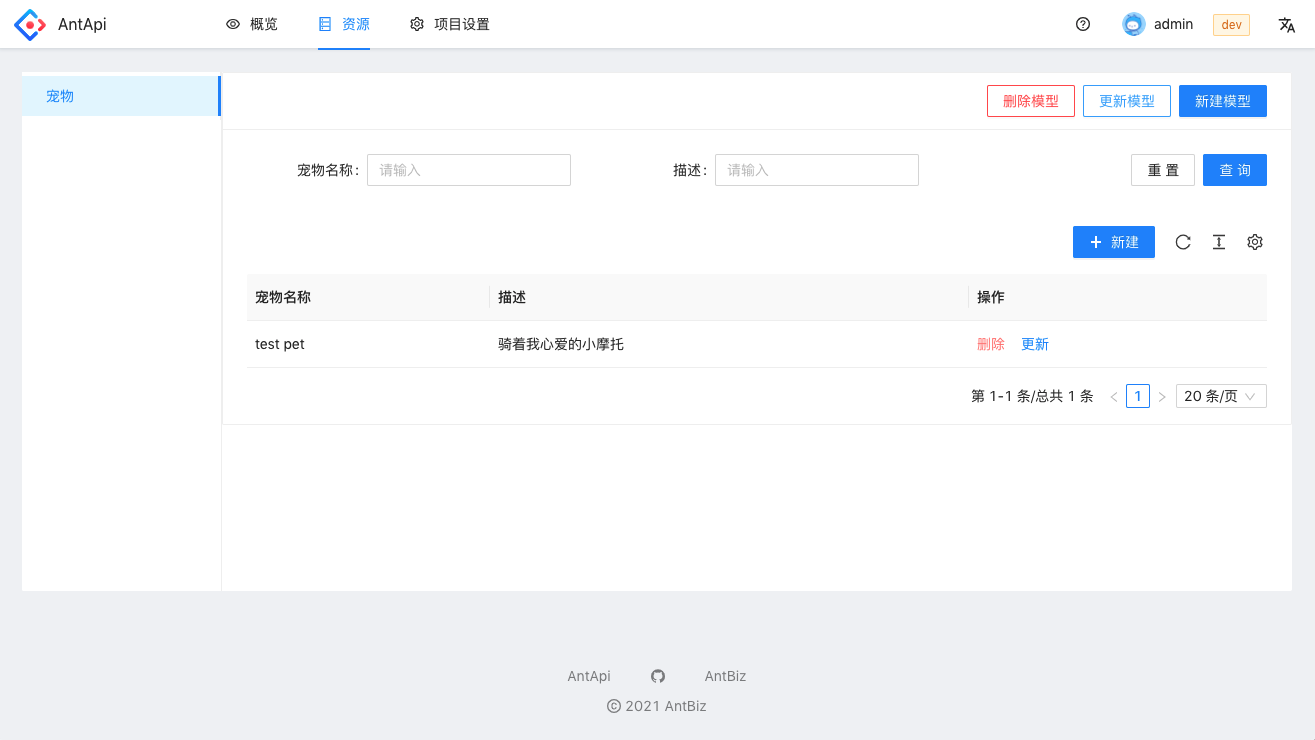 AntApi 概览 资源 项目设置 admin dev
宠物
删除模型 更新模型 新建模型
宠物名称: 请输入 描述: 请输入 重 置 查 询
新建
宠物名称 描述 操作
test pet 骑着我心爱的小摩托 删除 更新
第 1-1 条/总共 1 条 1 20 条/页
AntApi AntBiz
© 2021 AntBiz